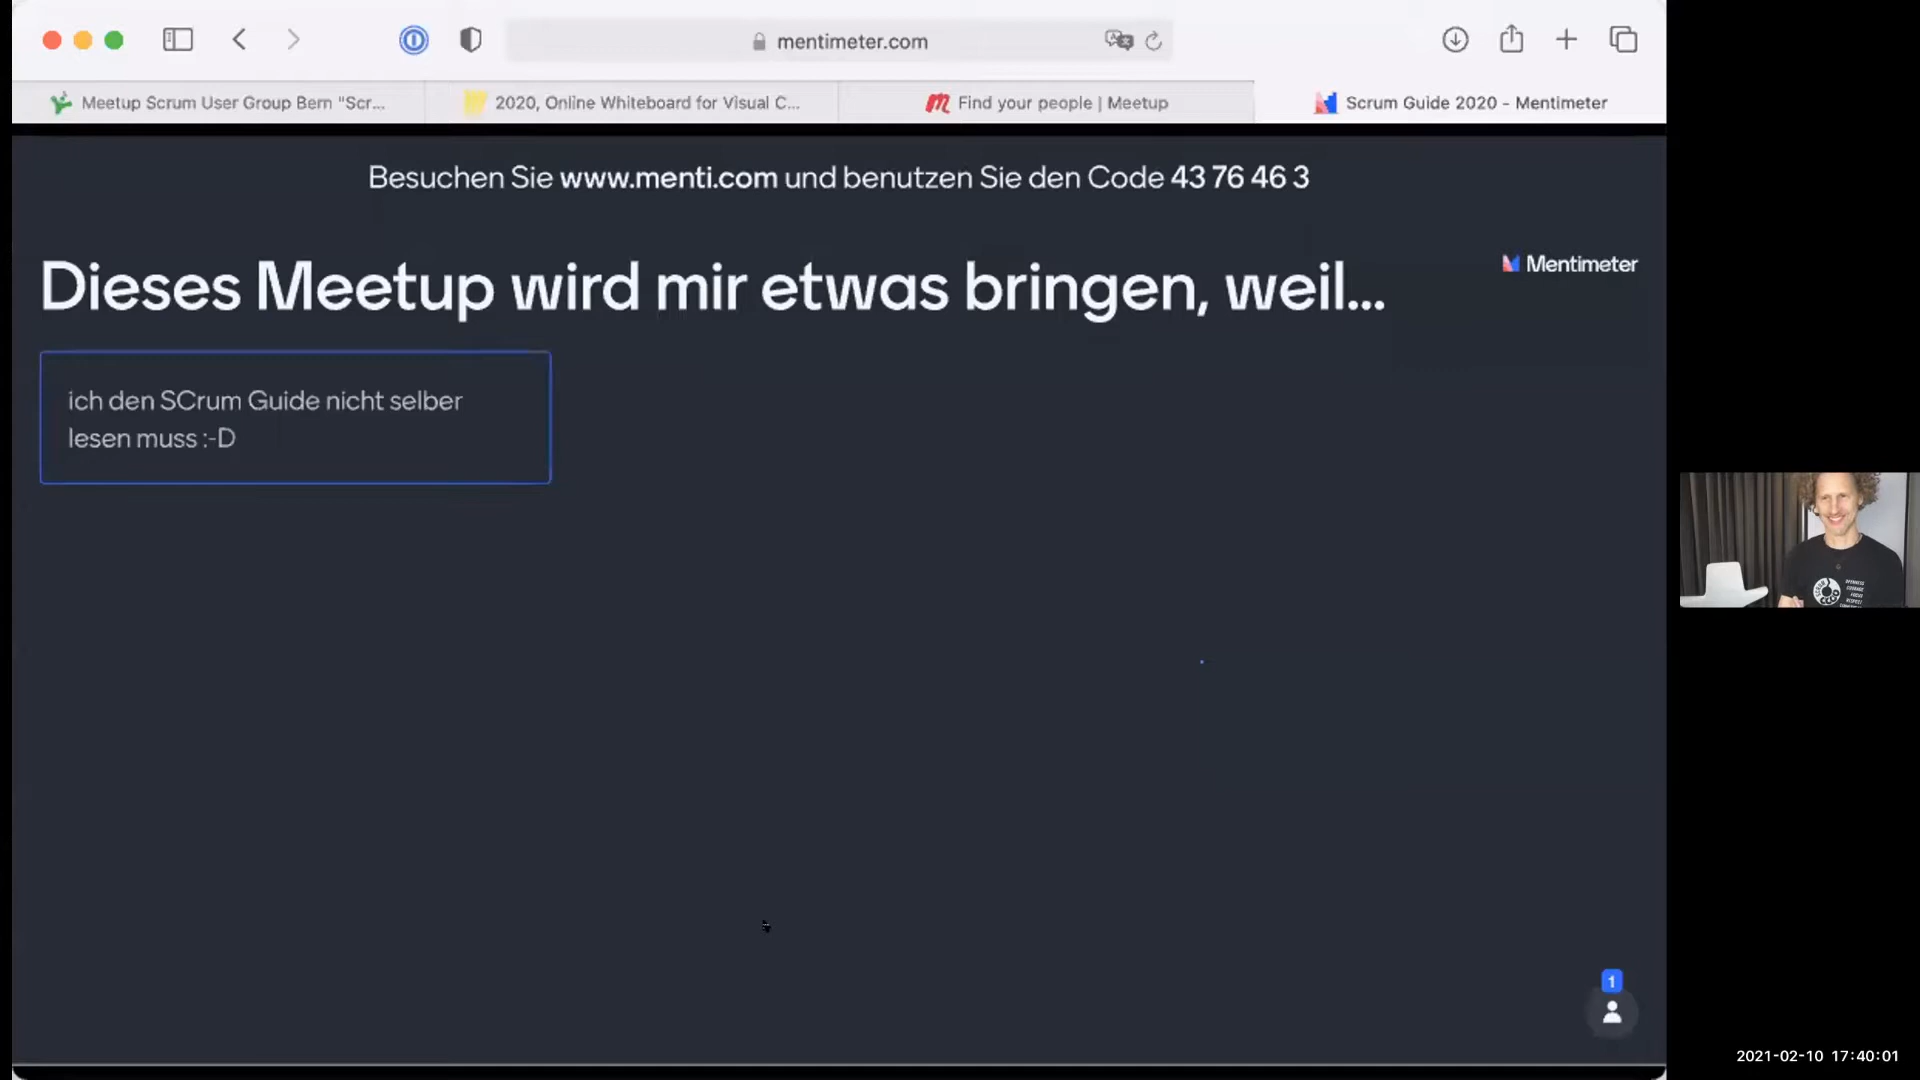 mentimeter.com
Meetup Scrum User Group Bern "Scr...
2020, Online Whiteboard for Visual C...
Find your people | Meetup
Scrum Guide 2020 - Mentimeter
Besuchen Sie www.menti.com und benutzen Sie den Code 43 76 46 3
Dieses Meetup wird mir etwas bringen, weil...
Mentimeter
ich den SCrum Guide nicht selber
lesen muss :-D
1
2021-02-10 17:40:01